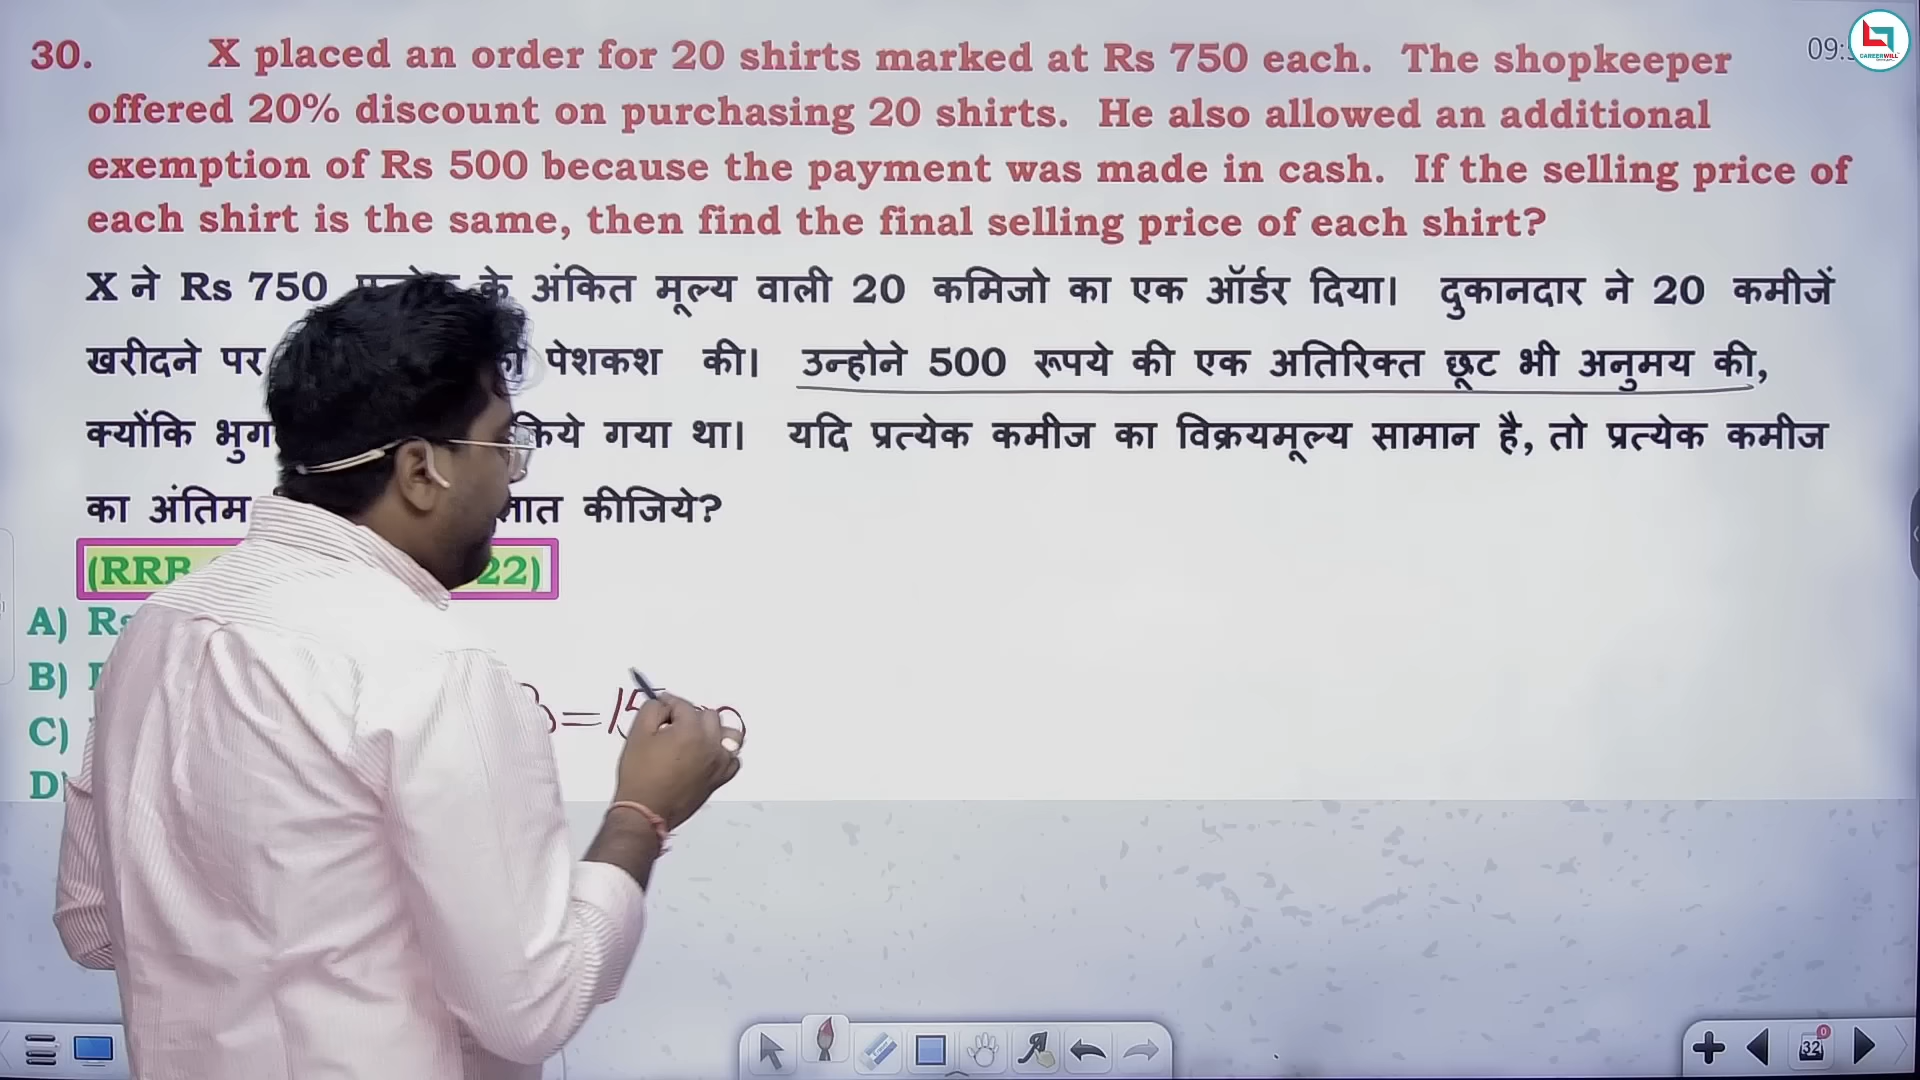 30. X placed an order for 20 shirts marked at Rs 750 each. The shopkeeper
offered 20% discount on purchasing 20 shirts. He also allowed an additional
exemption of Rs 500 because the payment was made in cash. If the selling price of
each shirt is the same, then find the final selling price of each shirt?
X ने Rs 750 के अंकित मूल्य वाली 20 कमिजो का एक ऑर्डर दिया। दुकानदार ने 20 कमीजें
खरीदने पर पेशकश की। उन्होने 500 रूपये की एक अतिरिक्त छूट भी अनुमय की,
क्योंकि किये गया था। यदि प्रत्येक कमीज का विक्रयमूल्य सामान है, तो प्रत्येक कमीज
का अंतिम कीजिये?
(RRB 22)
A)
B)
C)
D)
=15
09:
CAREERWILL
32
0